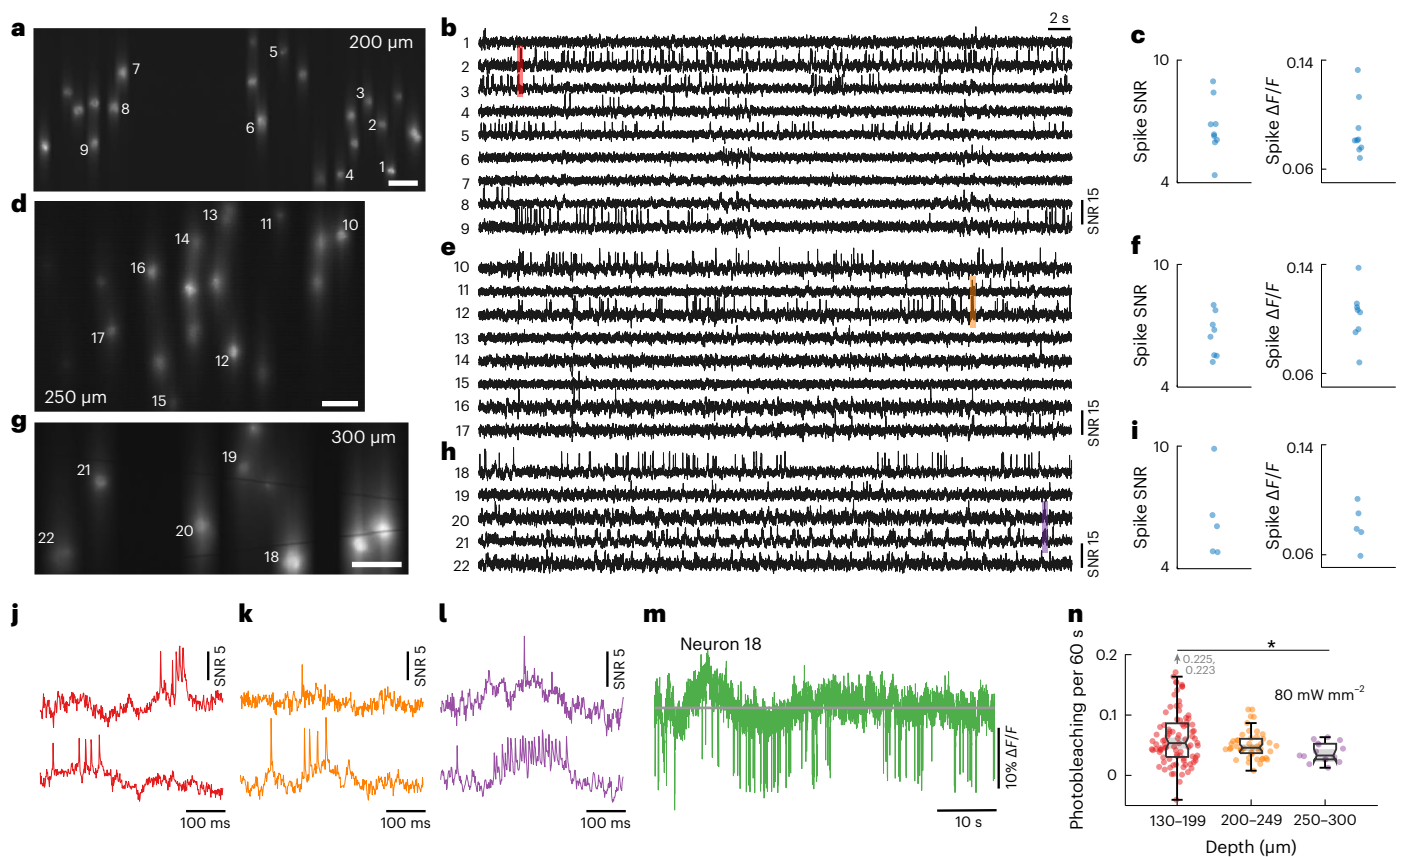 a
200 µm
5
7
3
8
2
6
9
1
4
b
2 s
1
2
3
4
5
6
7
8
9
SNR 15
c
10
Spike SNR
4
0.14
Spike ΔF/F
0.06
d
13
11
10
14
16
17
12
250 µm
15
e
10
11
12
13
14
15
16
17
SNR 15
f
10
Spike SNR
4
0.14
Spike ΔF/F
0.06
g
300 µm
19
21
20
22
18
h
18
19
20
21
22
SNR 15
i
10
Spike SNR
4
0.14
Spike ΔF/F
0.06
j
SNR 5
100 ms
k
SNR 5
100 ms
l
SNR 5
100 ms
m
Neuron 18
10% ΔF/F
10 s
n
Photobleaching per 60 s
0.2
0.1
0
*
0.225,
0.223
80 mW mm⁻²
130–199
200–249
250–300
Depth (µm)